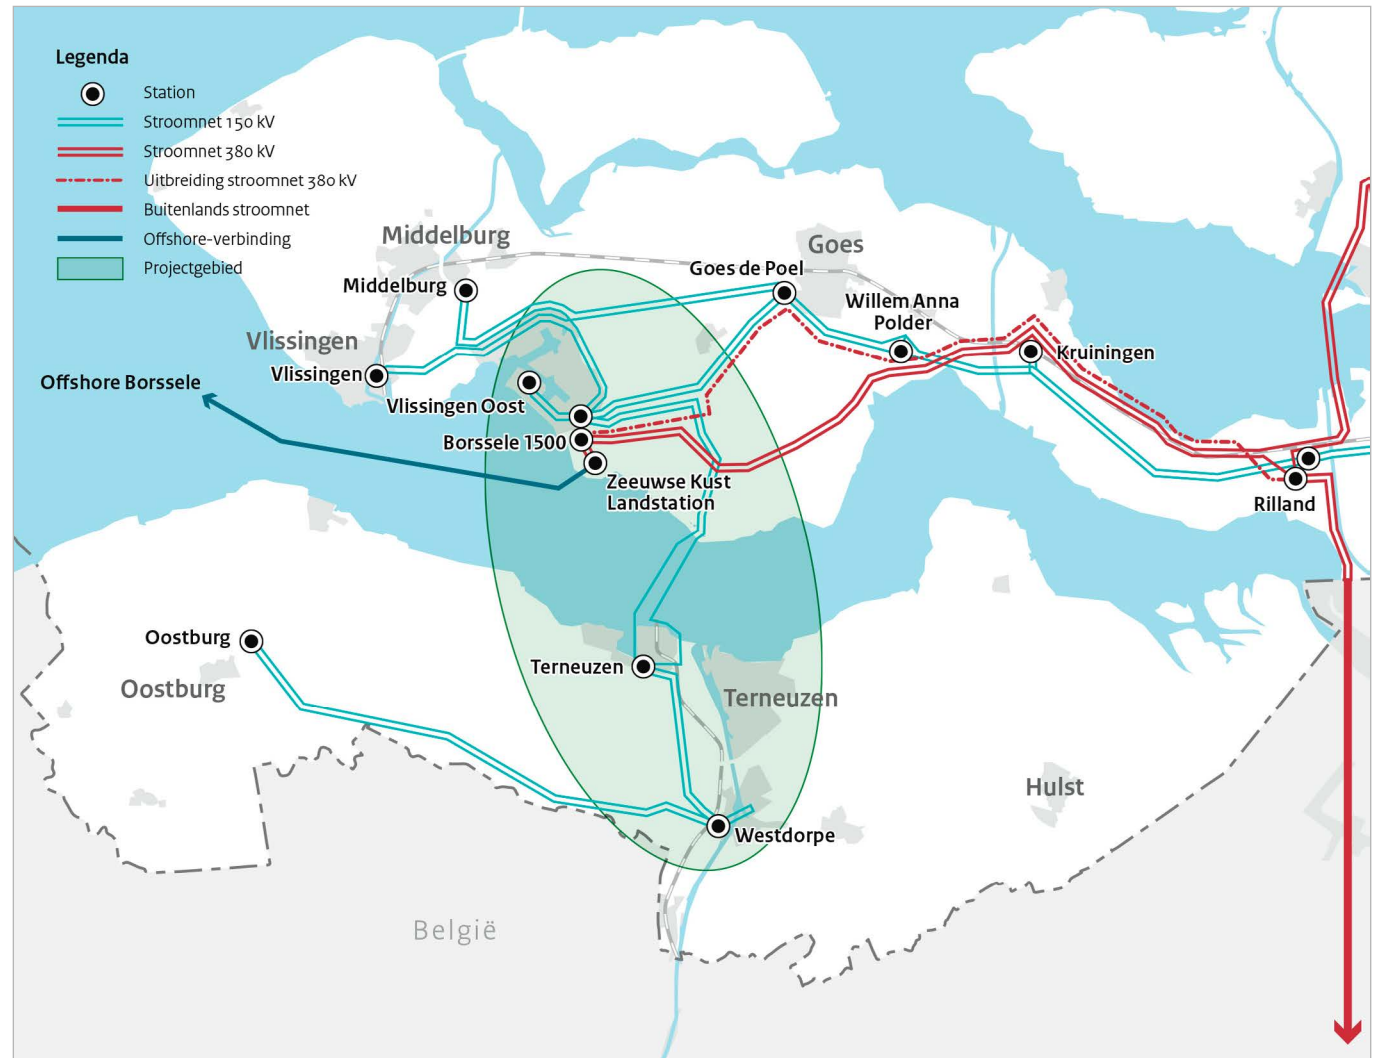 Legenda
Station
Stroomnet 150 kV
Stroomnet 380 kV
Uitbreiding stroomnet 380 kV
Buitenlands stroomnet
Offshore-verbinding
Projectgebied
Middelburg
Goes
Goes de Poel
Middelburg
Willem Anna
Polder
Vlissingen
Kruiningen
Vlissingen
Offshore Borssele
Vlissingen Oost
Borssele 1500
Zeeuwse Kust
Landstation
Rilland
Oostburg
Terneuzen
Oostburg
Terneuzen
Hulst
Westdorpe
België